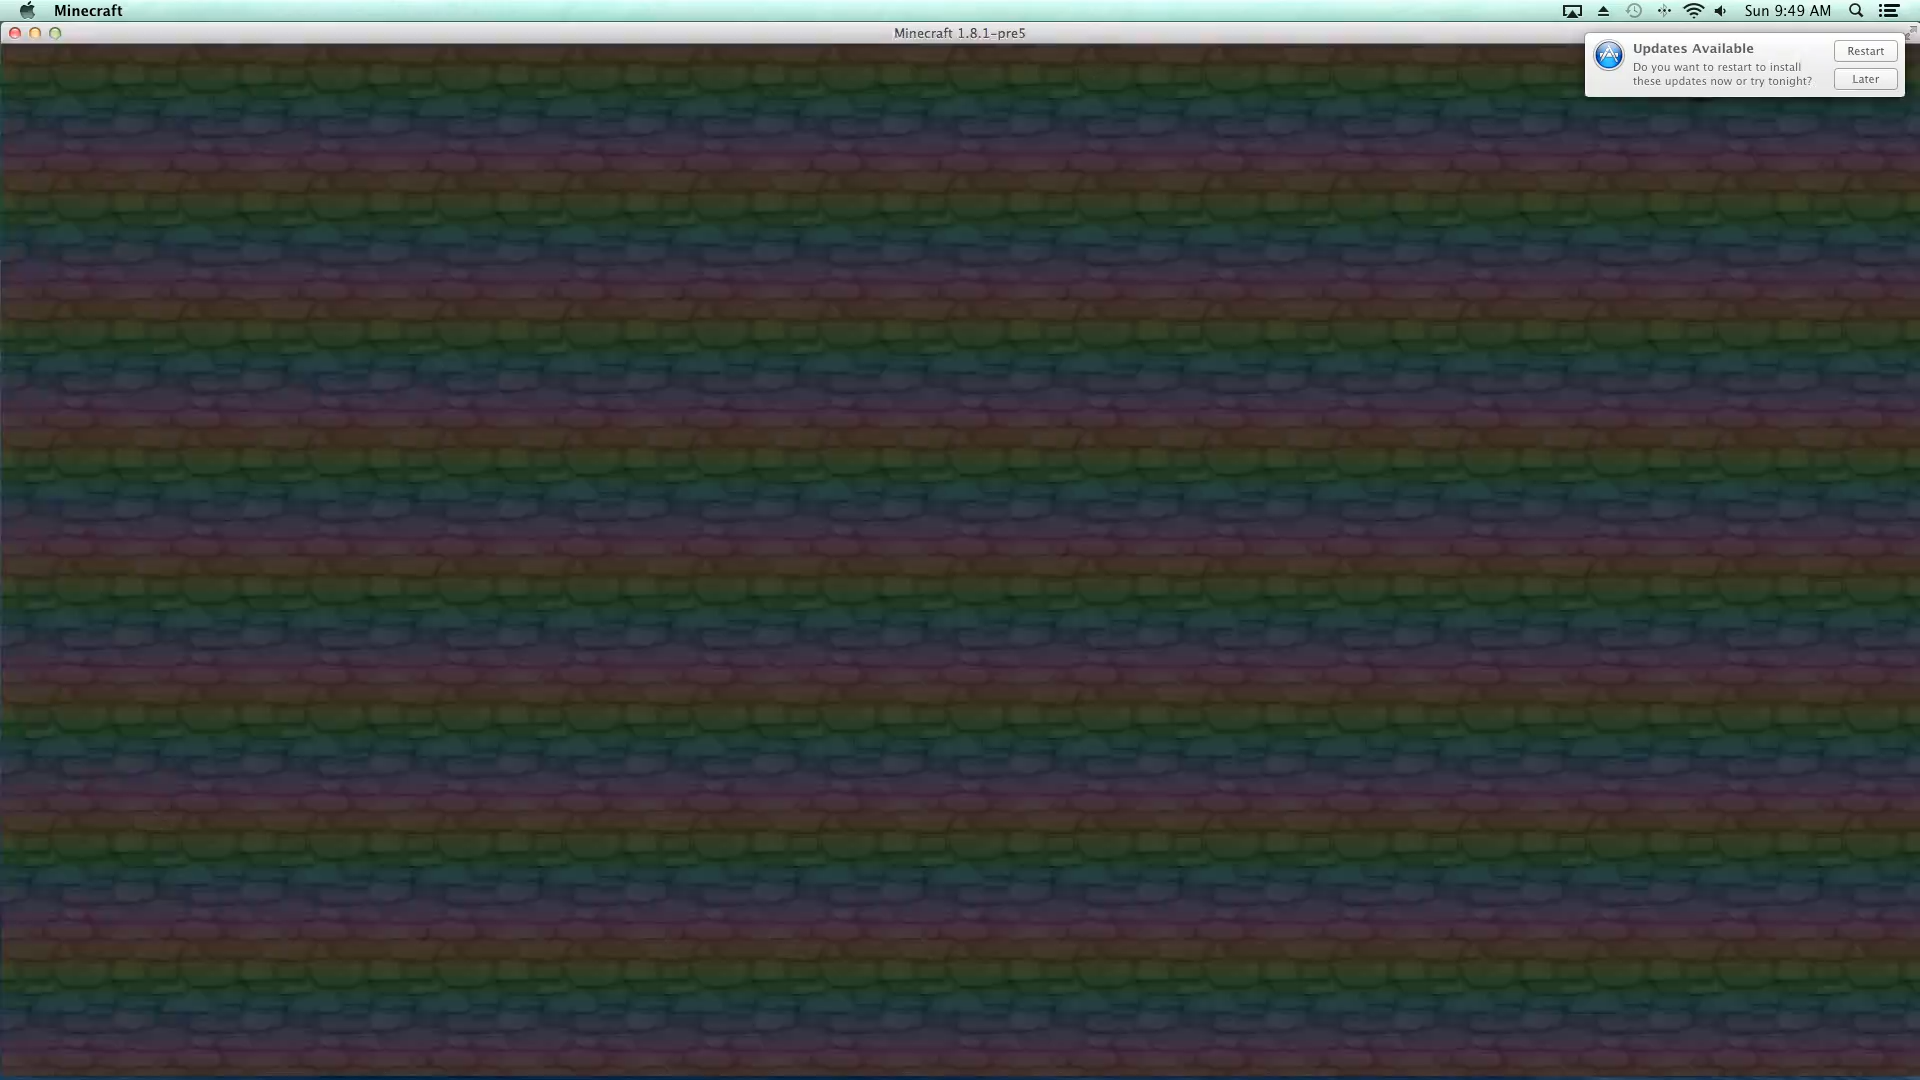 Minecraft
Sun 9:49 AM
Minecraft 1.8.1-pre5
Updates Available
Do you want to restart to install
these updates now or try tonight?
Restart
Later